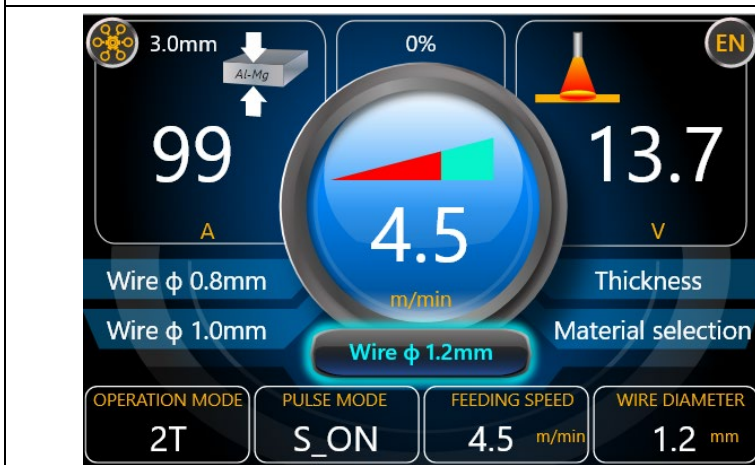 3.0mm
0%
EN
Al-Mg
99
A
4.5
m/min
13.7
V
Wire ϕ 0.8mm
Thickness
Wire ϕ 1.0mm
Material selection
Wire ϕ 1.2mm
OPERATION MODE
2T
PULSE MODE
S_ON
FEEDING SPEED
4.5 m/min
WIRE DIAMETER
1.2 mm